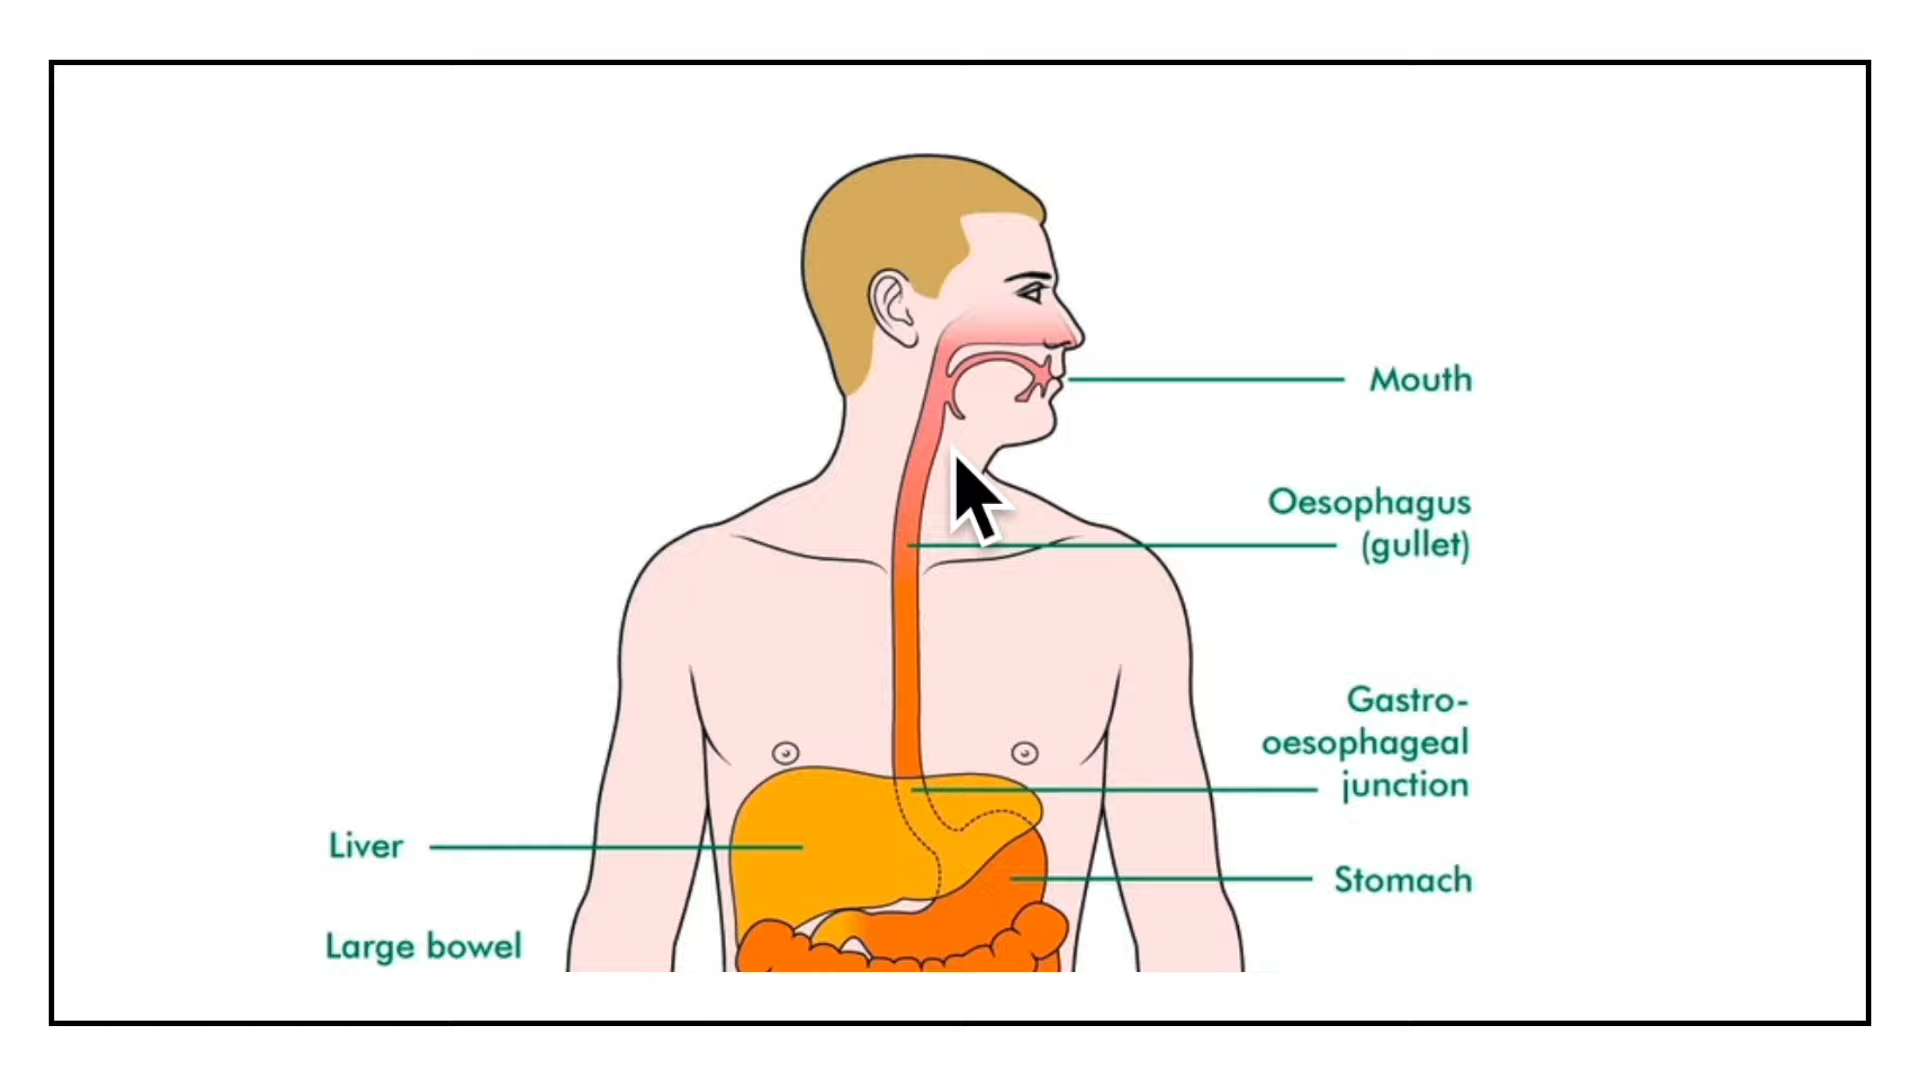 Mouth
Oesophagus
(gullet)
Gastro-
oesophageal
junction
Liver
Stomach
Large bowel